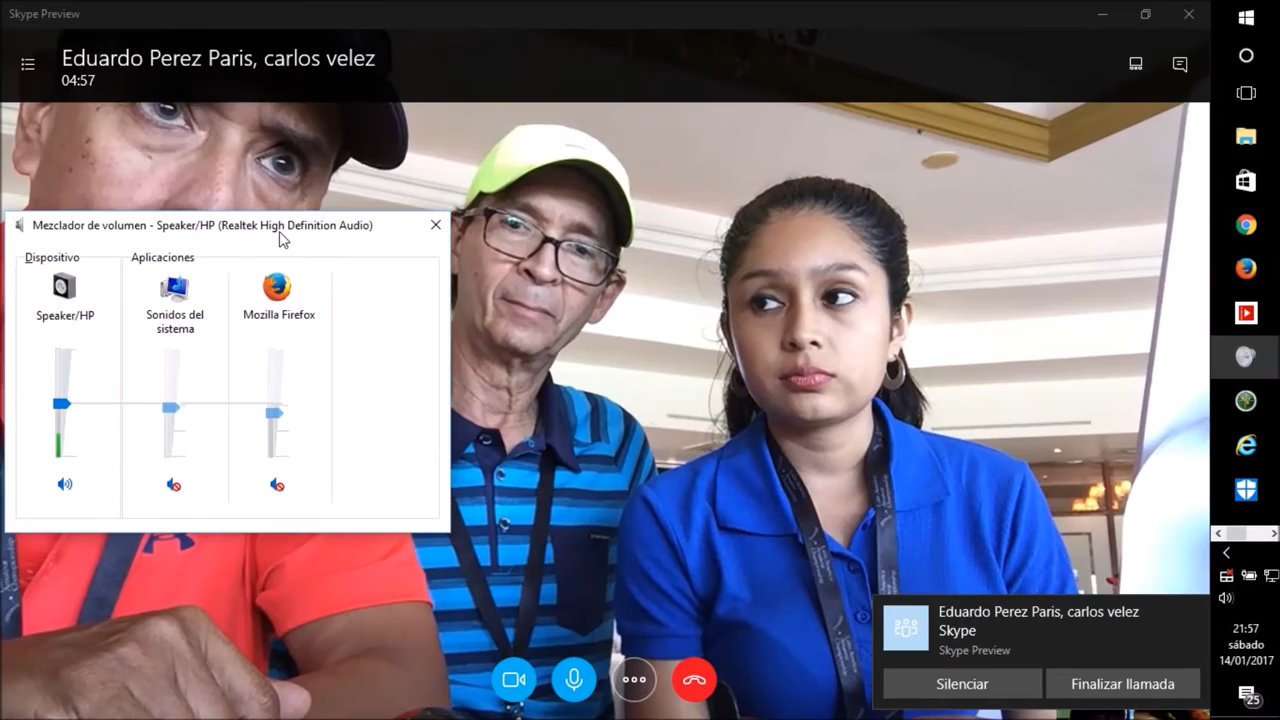 Skype Preview
Eduardo Perez Paris, carlos velez
04:57
Mezclador de volumen - Speaker/HP (Realtek High Definition Audio)
Dispositivo
Aplicaciones
Speaker/HP
Sonidos del
sistema
Mozilla Firefox
Eduardo Perez Paris, carlos velez
Skype
Skype Preview
Silenciar
Finalizar llamada
21:57
sábado
14/01/2017
25